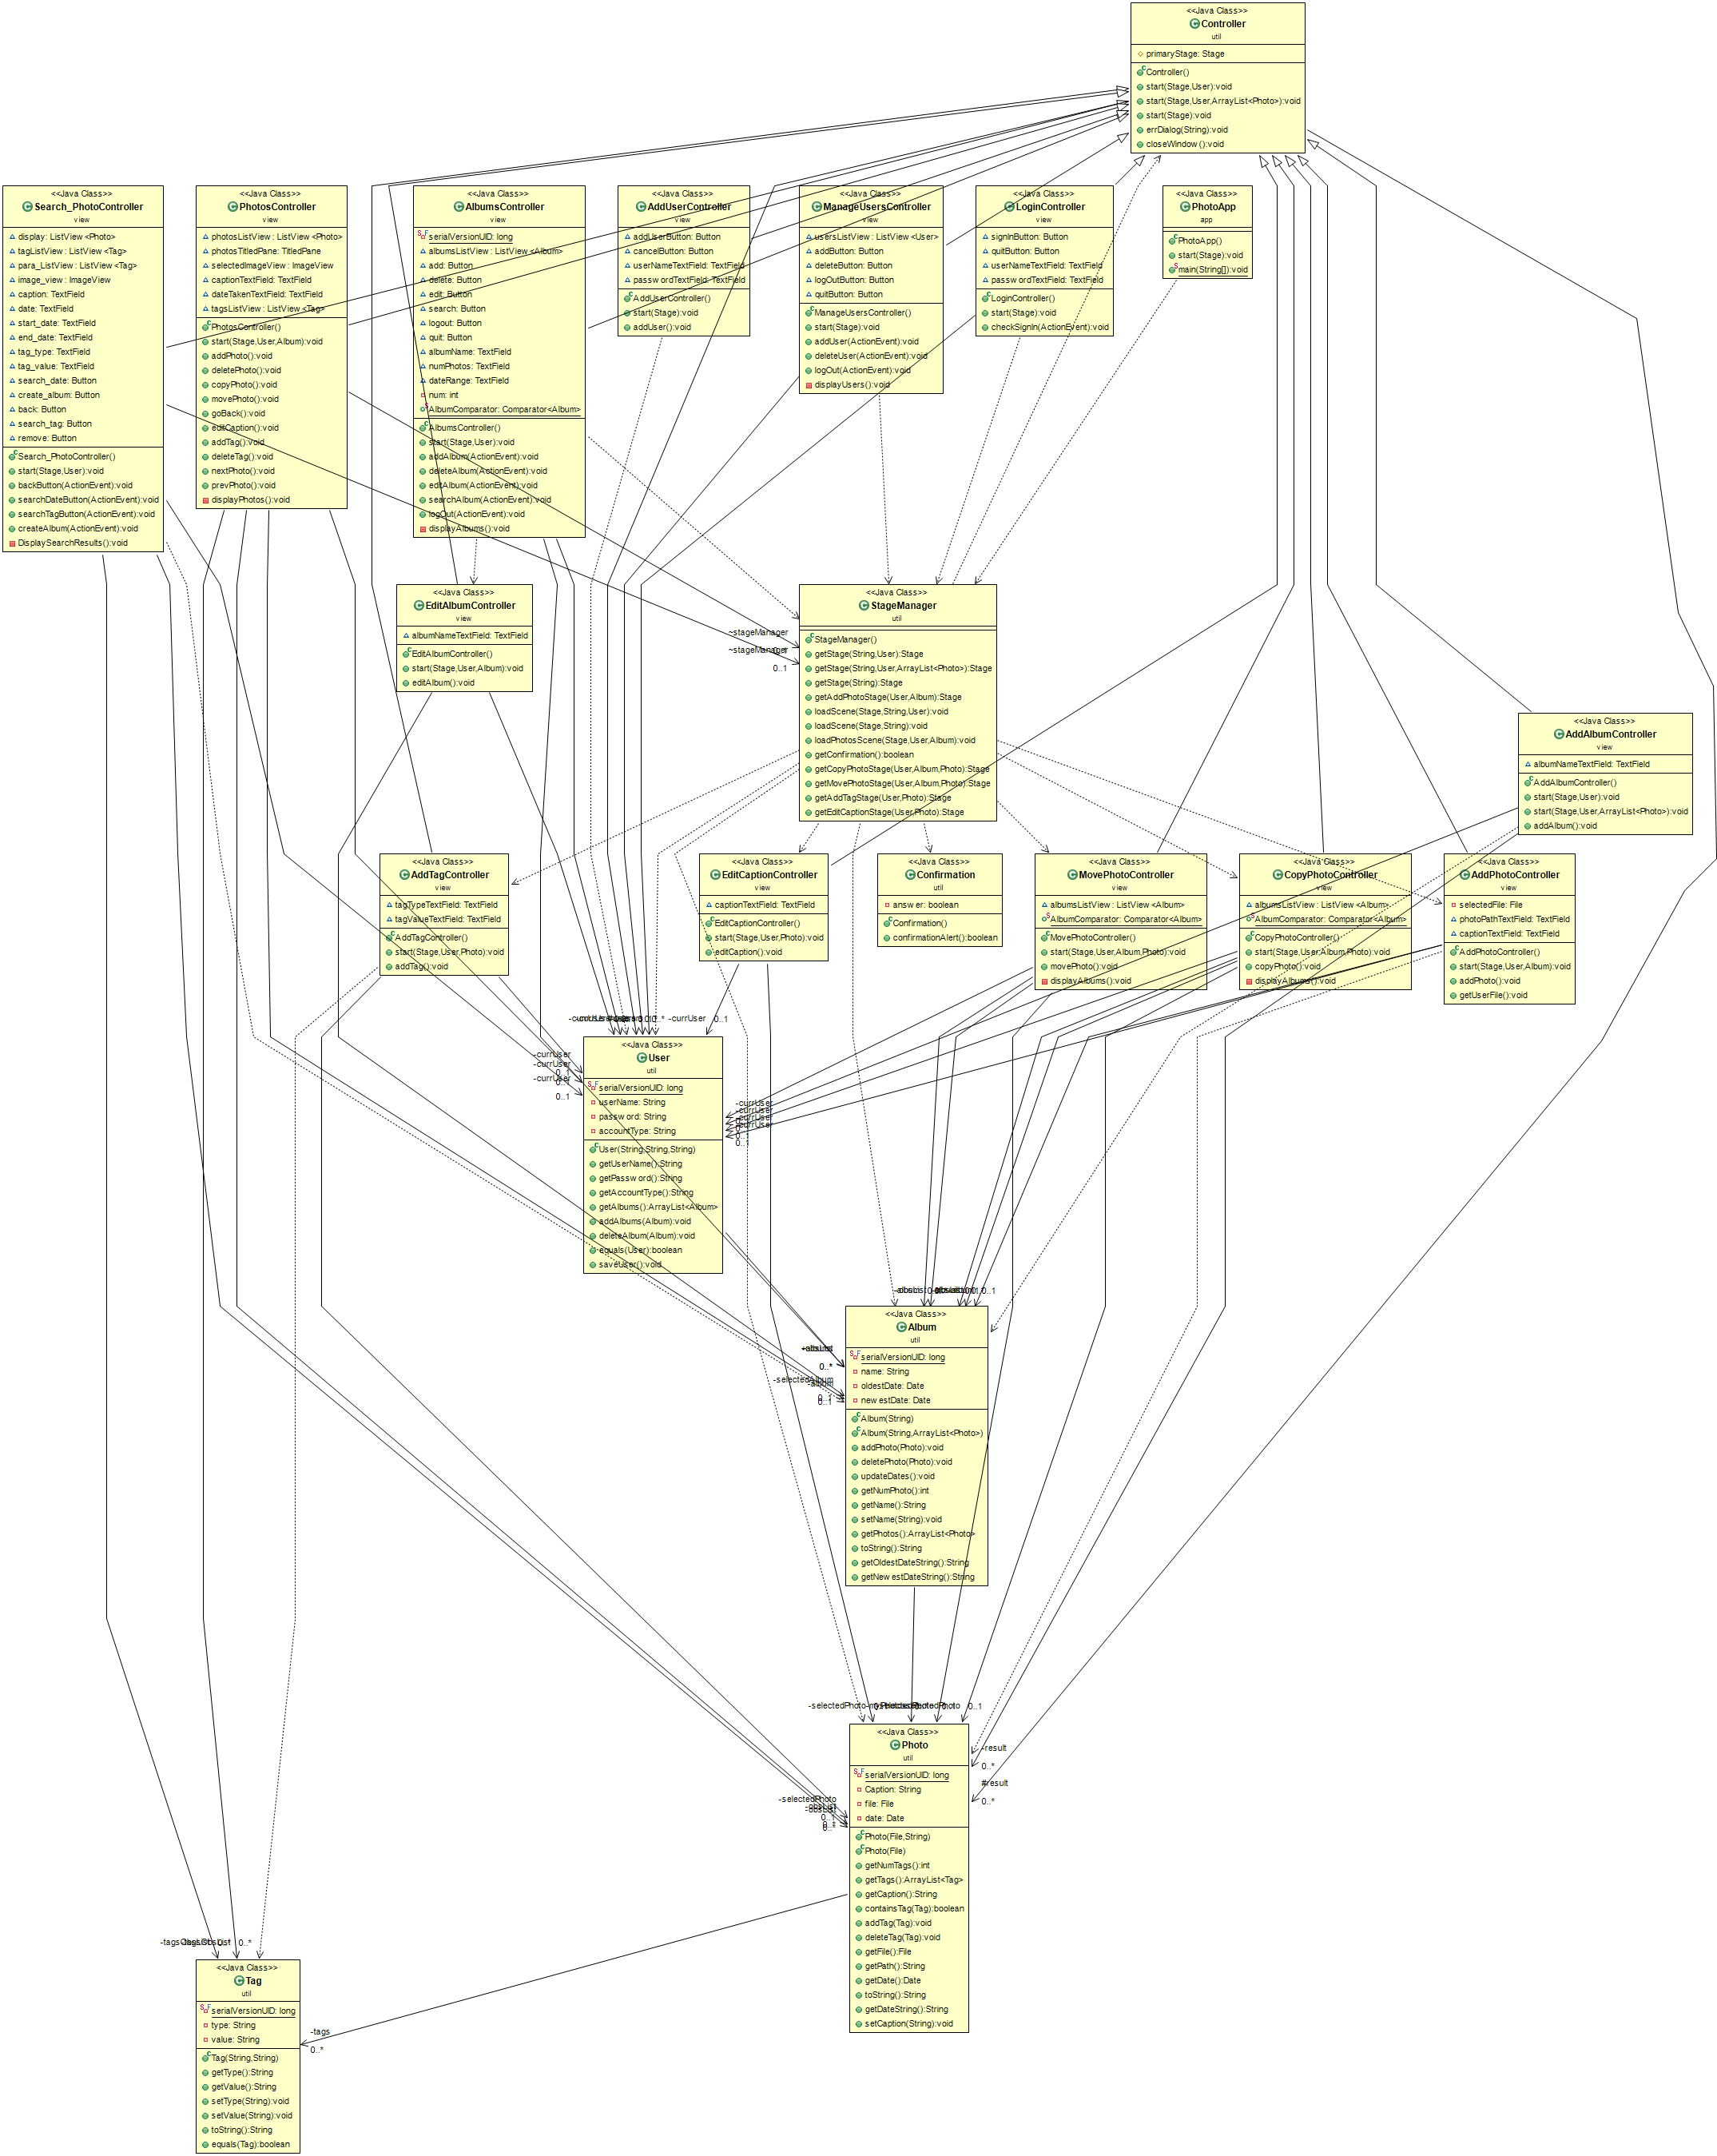 <<Java Class>>
Controller
util
primaryStage: Stage
Controller()
start(Stage,User):void
start(Stage,User,ArrayList<Photo>):void
start(Stage):void
errDialog(String):void
closeWindow():void
<<Java Class>>
Search_PhotoController
view
display: ListView<Photo>
tagListView: ListView<Tag>
para_ListView: ListView<Tag>
image_view: ImageView
caption: TextField
date: TextField
start_date: TextField
end_date: TextField
tag_type: TextField
tag_value: TextField
search_date: Button
create_album: Button
back: Button
search_tag: Button
remove: Button
Search_PhotoController()
start(Stage,User):void
backButton(ActionEvent):void
searchDateButton(ActionEvent):void
searchTagButton(ActionEvent):void
createAlbum(ActionEvent):void
DisplaySearchResults():void
<<Java Class>>
PhotosController
view
photosListView: ListView<Photo>
photosTitledPane: TitledPane
selectedImageView: ImageView
captionTextField: TextField
dateTakenTextField: TextField
tagsListView: ListView<Tag>
PhotosController()
start(Stage,User,Album):void
addPhoto():void
deletePhoto():void
copyPhoto():void
movePhoto():void
goBack():void
editCaption():void
addTag():void
deleteTag():void
nextPhoto():void
prevPhoto():void
displayPhotos():void
<<Java Class>>
AlbumsController
view
serialVersionUID: long
albumsListView: ListView<Album>
add: Button
delete: Button
edit: Button
search: Button
logout: Button
quit: Button
albumName: TextField
numPhotos: TextField
dateRange: TextField
num: int
AlbumComparator: Comparator<Album>
AlbumsController()
start(Stage,User):void
addAlbum(ActionEvent):void
deleteAlbum(ActionEvent):void
editAlbum(ActionEvent):void
searchAlbum(ActionEvent):void
logOut(ActionEvent):void
displayAlbums():void
<<Java Class>>
AddUserController
view
addUserButton: Button
cancelButton: Button
userNameTextField: TextField
passwordTextField: TextField
AddUserController()
start(Stage):void
addUser():void
<<Java Class>>
ManageUsersController
view
usersListView: ListView<User>
addButton: Button
deleteButton: Button
logOutButton: Button
quitButton: Button
ManageUsersController()
start(Stage):void
addUser(ActionEvent):void
deleteUser(ActionEvent):void
logOut(ActionEvent):void
displayUsers():void
<<Java Class>>
LoginController
view
signInButton: Button
quitButton: Button
userNameTextField: TextField
passwordTextField: TextField
LoginController()
start(Stage):void
checkSignIn(ActionEvent):void
<<Java Class>>
PhotoApp
app
PhotoApp()
start(Stage):void
main(String[]):void
<<Java Class>>
EditAlbumController
view
albumNameTextField: TextField
EditAlbumController()
start(Stage,User,Album):void
editAlbum():void
~stageManager
~stageManager
0..1
<<Java Class>>
StageManager
util
StageManager()
getStage(String,User):Stage
getStage(String,User,ArrayList<Photo>):Stage
getStage(String):Stage
getAddPhotoStage(User,Album):Stage
loadScene(Stage,String,User):void
loadScene(Stage,String):void
loadPhotosScene(Stage,User,Album):void
getConfirmation():boolean
getCopyPhotoStage(User,Album,Photo):Stage
getMovePhotoStage(User,Album,Photo):Stage
getAddTagStage(User,Photo):Stage
getEditCaptionStage(User,Photo):Stage
<<Java Class>>
AddAlbumController
view
albumNameTextField: TextField
AddAlbumController()
start(Stage,User):void
start(Stage,User,ArrayList<Photo>):void
addAlbum():void
<<Java Class>>
AddTagController
view
tagTypeTextField: TextField
tagValueTextField: TextField
AddTagController()
start(Stage,User,Photo):void
addTag():void
<<Java Class>>
EditCaptionController
view
captionTextField: TextField
EditCaptionController()
start(Stage,User,Photo):void
editCaption():void
<<Java Class>>
Confirmation
util
answer: boolean
Confirmation()
confirmationAlert():boolean
<<Java Class>>
MovePhotoController
view
albumsListView: ListView<Album>
AlbumComparator: Comparator<Album>
MovePhotoController()
start(Stage,User,Album,Photo):void
movePhoto():void
displayAlbums():void
<<Java Class>>
CopyPhotoController
view
albumsListView: ListView<Album>
AlbumComparator: Comparator<Album>
CopyPhotoController()
start(Stage,User,Album,Photo):void
copyPhoto():void
displayAlbums():void
<<Java Class>>
AddPhotoController
view
selectedFile: File
photoPathTextField: TextField
captionTextField: TextField
AddPhotoController()
start(Stage,User,Album):void
addPhoto():void
getUserFile():void
-currUser
0..1
-currUser
-currUser
0..1
-currUser
0..1
<<Java Class>>
User
util
serialVersionUID: long
userName: String
password: String
accountType: String
User(String,String,String)
getUserName():String
getPassword():String
getAccountType():String
getAlbums():ArrayList<Album>
addAlbums(Album):void
deleteAlbum(Album):void
equals(User):boolean
saveUser():void
-currUser
-currUser
-currUser
-currUser
0..1
0..1
0..1
<<Java Class>>
Album
util
serialVersionUID: long
name: String
oldestDate: Date
newestDate: Date
Album(String)
Album(String,ArrayList<Photo>)
addPhoto(Photo):void
deletePhoto(Photo):void
updateDates():void
getNumPhoto():int
getName():String
setName(String):void
getPhotos():ArrayList<Photo>
toString():String
getOldestDateString():String
getNewestDateString():String
0..*
-selectedAlbum
0..1
-selectedPhoto
0..1
<<Java Class>>
Photo
util
serialVersionUID: long
Caption: String
file: File
date: Date
Photo(File,String)
Photo(File)
getNumTags():int
getTags():ArrayList<Tag>
getCaption():String
containsTag(Tag):boolean
addTag(Tag):void
deleteTag(Tag):void
getFile():File
getPath():String
getDate():Date
toString():String
getDateString():String
setCaption(String):void
-result
0..*
#result
0..*
-selectedPhoto
0..1
0..*
<<Java Class>>
Tag
util
serialVersionUID: long
type: String
value: String
Tag(String,String)
getType():String
getValue():String
setType(String):void
setValue(String):void
toString():String
equals(Tag):boolean
-tags
0..*